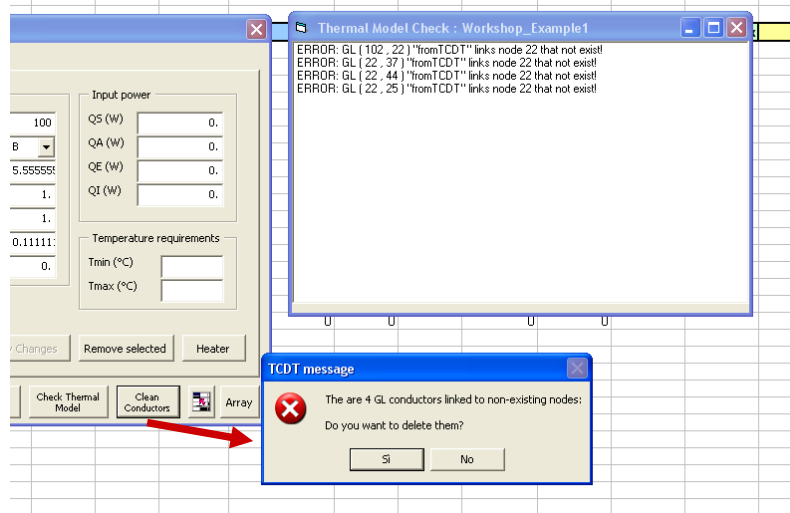 Thermal Model Check : Workshop_Example1
ERROR: GL ( 102 , 22 ) "fromTCDT" links node 22 that not exist!
ERROR: GL ( 22 , 37 ) "fromTCDT" links node 22 that not exist!
ERROR: GL ( 22 , 44 ) "fromTCDT" links node 22 that not exist!
ERROR: GL ( 22 , 25 ) "fromTCDT" links node 22 that not exist!
Input power
100
QS (W) 0.
B
QA (W) 0.
5.555555
QE (W) 0.
1.
QI (W) 0.
1.
0.11111
0.
Temperature requirements
Tmin (°C)
Tmax (°C)
0 0 0 0
Changes
Remove selected
Heater
Check Thermal
Model
Clean
Conductors
Array
TCDT message
The are 4 GL conductors linked to non-existing nodes:
Do you want to delete them?
Sì
No